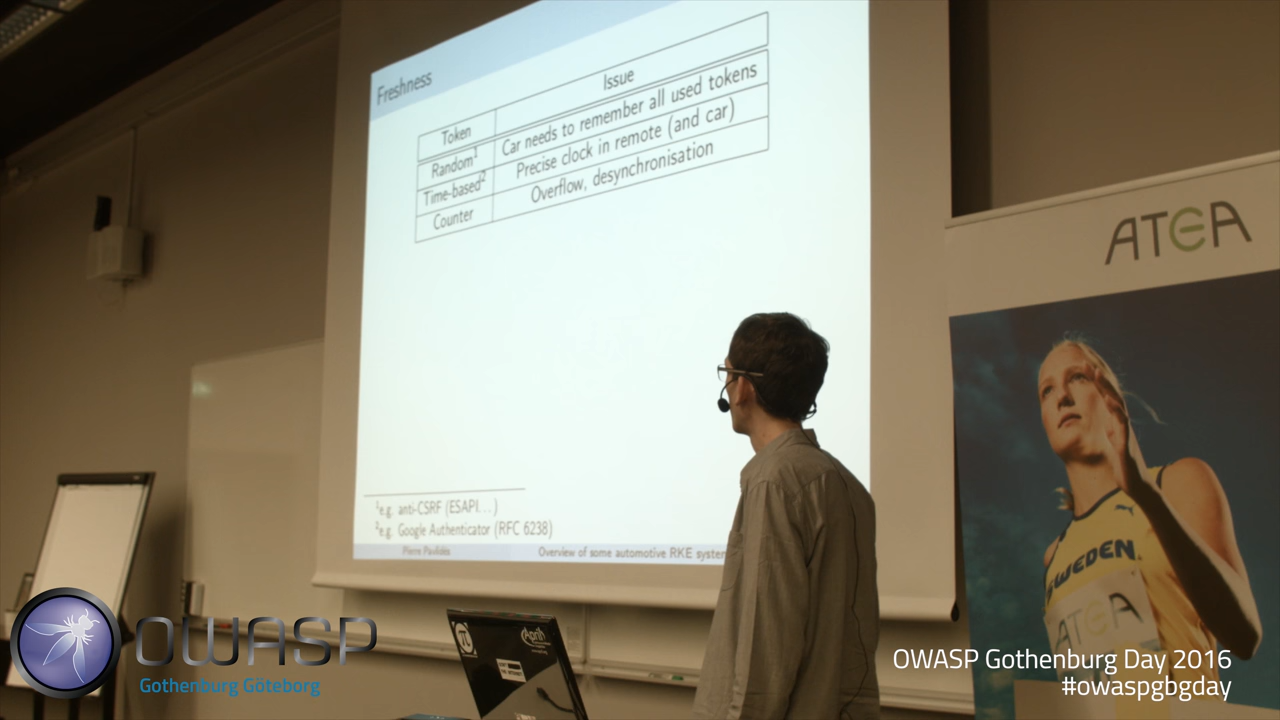 Freshness
Token Issue
Random1 Car needs to remember all used tokens
Time-based2 Precise clock in remote (and car)
Counter Overflow, desynchronisation
1e.g. anti-CSRF (ESAPI...)
2e.g. Google Authenticator (RFC 6238)
Pierre Pavlidès Overview of some automotive RKE system
ATEA
SWEDEN
ATEA
π
April
OWASP
Gothenburg Göteborg
OWASP Gothenburg Day 2016
#owaspgbgday